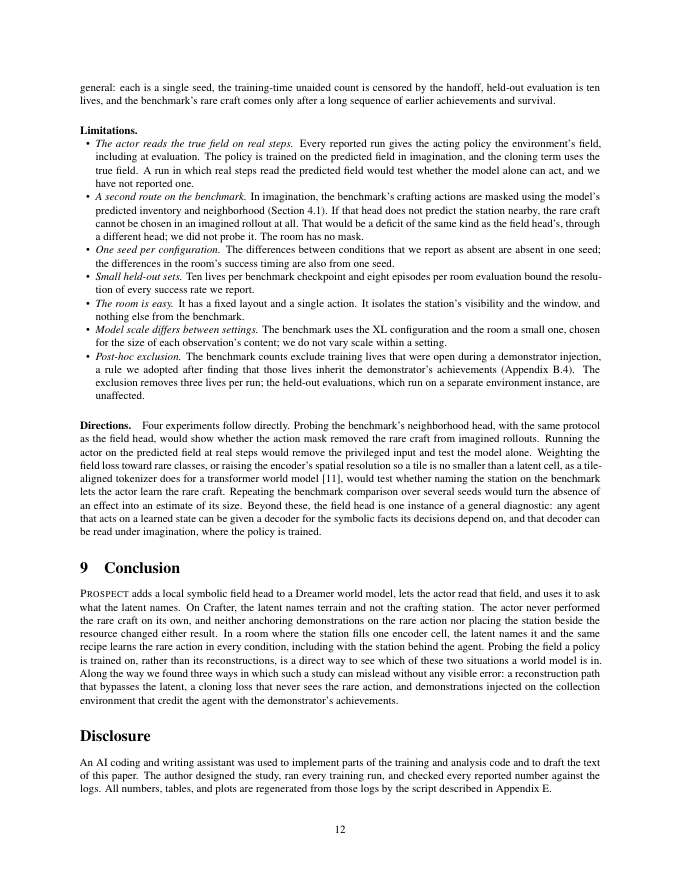 general: each is a single seed, the training-time unaided count is censored by the handoff, held-out evaluation is ten
lives, and the benchmark's rare craft comes only after a long sequence of earlier achievements and survival.
Limitations.
• The actor reads the true field on real steps. Every reported run gives the acting policy the environment's field,
including at evaluation. The policy is trained on the predicted field in imagination, and the cloning term uses the
true field. A run in which real steps read the predicted field would test whether the model alone can act, and we
have not reported one.
• A second route on the benchmark. In imagination, the benchmark's crafting actions are masked using the model's
predicted inventory and neighborhood (Section 4.1). If that head does not predict the station nearby, the rare craft
cannot be chosen in an imagined rollout at all. That would be a deficit of the same kind as the field head's, through
a different head; we did not probe it. The room has no mask.
• One seed per configuration. The differences between conditions that we report as absent are absent in one seed;
the differences in the room's success timing are also from one seed.
• Small held-out sets. Ten lives per benchmark checkpoint and eight episodes per room evaluation bound the resolu-
tion of every success rate we report.
• The room is easy. It has a fixed layout and a single action. It isolates the station's visibility and the window, and
nothing else from the benchmark.
• Model scale differs between settings. The benchmark uses the XL configuration and the room a small one, chosen
for the size of each observation's content; we do not vary scale within a setting.
• Post-hoc exclusion. The benchmark counts exclude training lives that were open during a demonstrator injection,
a rule we adopted after finding that those lives inherit the demonstrator's achievements (Appendix B.4). The
exclusion removes three lives per run; the held-out evaluations, which run on a separate environment instance, are
unaffected.
Directions. Four experiments follow directly. Probing the benchmark's neighborhood head, with the same protocol
as the field head, would show whether the action mask removed the rare craft from imagined rollouts. Running the
actor on the predicted field at real steps would remove the privileged input and test the model alone. Weighting the
field loss toward rare classes, or raising the encoder's spatial resolution so a tile is no smaller than a latent cell, as a tile-
aligned tokenizer does for a transformer world model [11], would test whether naming the station on the benchmark
lets the actor learn the rare craft. Repeating the benchmark comparison over several seeds would turn the absence of
an effect into an estimate of its size. Beyond these, the field head is one instance of a general diagnostic: any agent
that acts on a learned state can be given a decoder for the symbolic facts its decisions depend on, and that decoder can
be read under imagination, where the policy is trained.
9 Conclusion
PROSPECT adds a local symbolic field head to a Dreamer world model, lets the actor read that field, and uses it to ask
what the latent names. On Crafter, the latent names terrain and not the crafting station. The actor never performed
the rare craft on its own, and neither anchoring demonstrations on the rare action nor placing the station beside the
resource changed either result. In a room where the station fills one encoder cell, the latent names it and the same
recipe learns the rare action in every condition, including with the station behind the agent. Probing the field a policy
is trained on, rather than its reconstructions, is a direct way to see which of these two situations a world model is in.
Along the way we found three ways in which such a study can mislead without any visible error: a reconstruction path
that bypasses the latent, a cloning loss that never sees the rare action, and demonstrations injected on the collection
environment that credit the agent with the demonstrator's achievements.
Disclosure
An AI coding and writing assistant was used to implement parts of the training and analysis code and to draft the text
of this paper. The author designed the study, ran every training run, and checked every reported number against the
logs. All numbers, tables, and plots are regenerated from those logs by the script described in Appendix E.
12